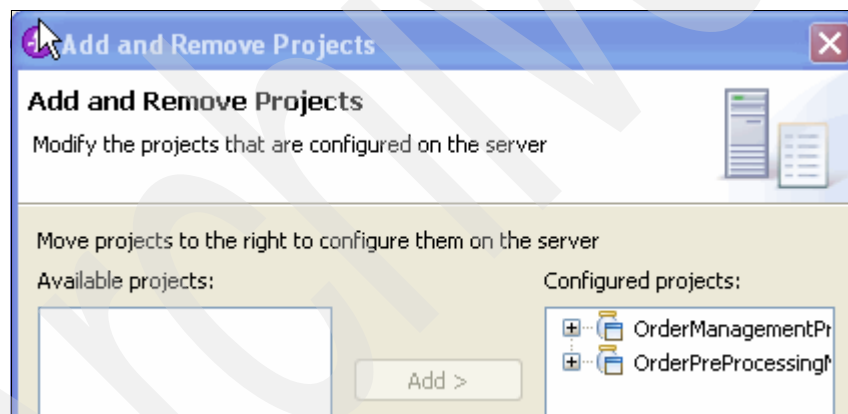 Add and Remove Projects
Add and Remove Projects
Modify the projects that are configured on the server
Move projects to the right to configure them on the server
Available projects:
Configured projects:
OrderManagementPr
Add >
OrderPreProcessing